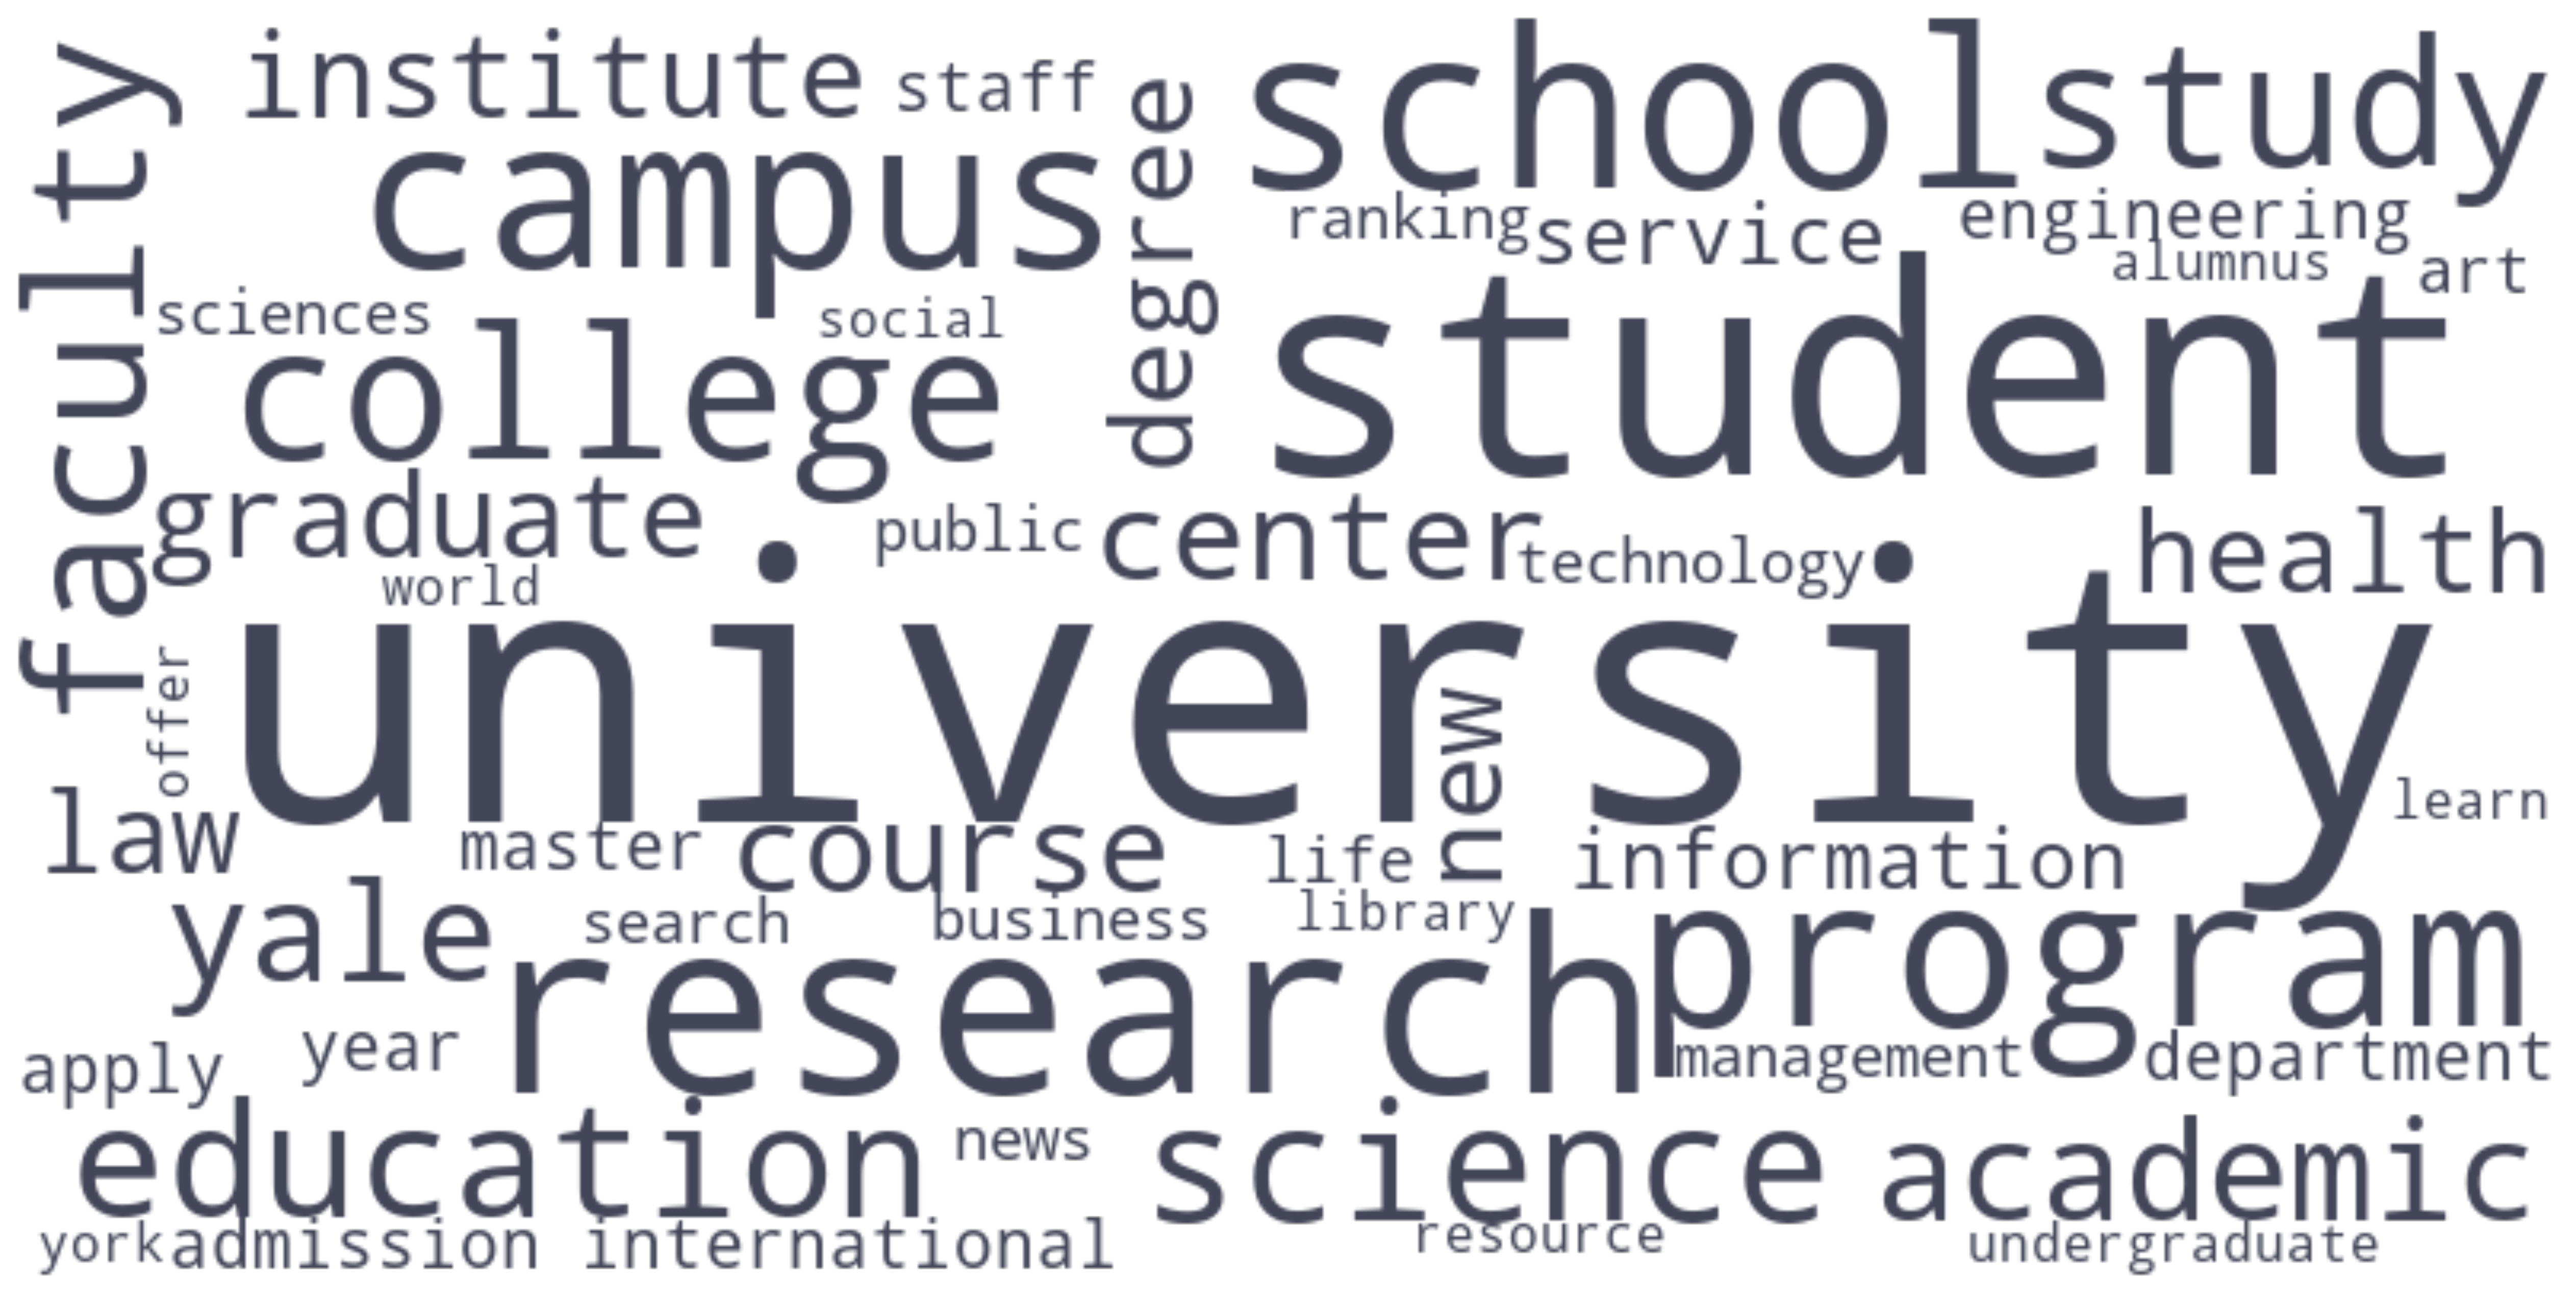 faculty
institute
staff
degree
school
study
campus
ranking
service
engineering
alumnus
art
sciences
social
college
student
graduate
public
center
technology
health
world
university
offer
new
law
learn
master
course
life
information
yale
search
business
library
research
program
apply
year
management
department
education
news
science
academic
york
admission
international
resource
undergraduate